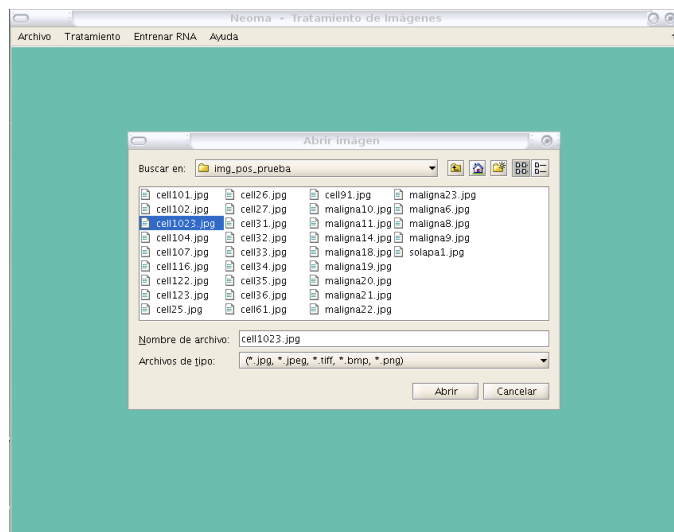 Neoma - Tratamiento de Imágenes
Archivo Tratamiento Entrenar RNA Ayuda
Abrir imágen
Buscar en: img_pos_prueba
cell101.jpg cell26.jpg cell91.jpg maligna23.jpg
cell102.jpg cell27.jpg maligna10.jpg maligna6.jpg
cell1023.jpg cell31.jpg maligna11.jpg maligna8.jpg
cell104.jpg cell32.jpg maligna14.jpg maligna9.jpg
cell107.jpg cell33.jpg maligna18.jpg solapa1.jpg
cell116.jpg cell34.jpg maligna19.jpg
cell122.jpg cell35.jpg maligna20.jpg
cell123.jpg cell36.jpg maligna21.jpg
cell25.jpg cell61.jpg maligna22.jpg
Nombre de archivo: cell1023.jpg
Archivos de tipo: (*.jpg, *.jpeg, *.tiff, *.bmp, *.png)
Abrir Cancelar